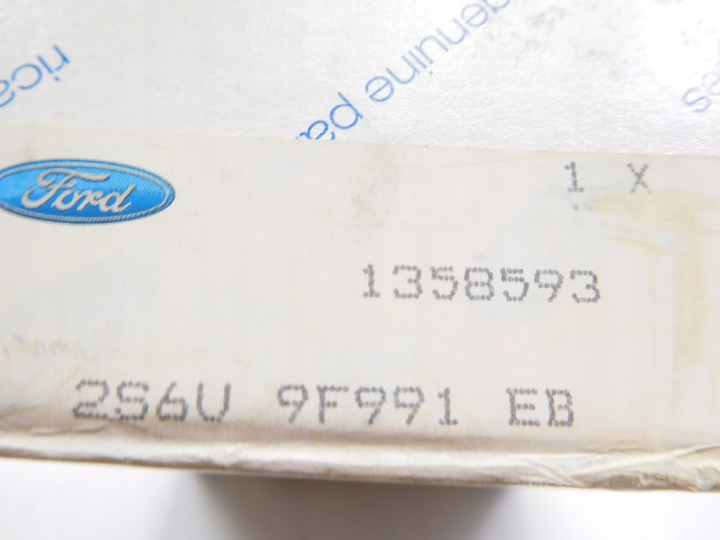 genuine pa
Ford
1 X
1358593
2S6U 9F991 EB